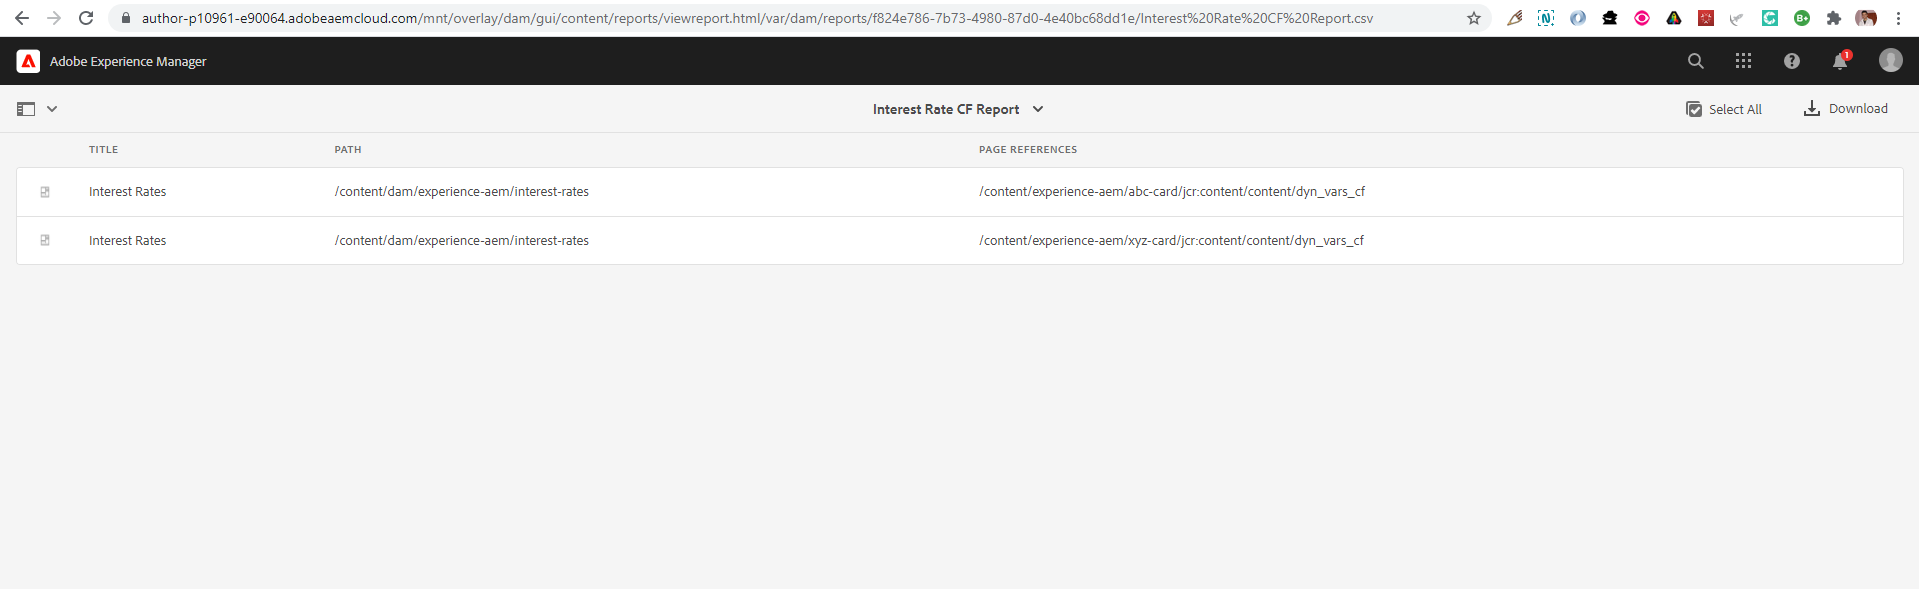 author-p10961-e90064.adobeaemcloud.com/mnt/overlay/dam/gui/content/reports/viewreport.html/var/dam/reports/f824e786-7b73-4980-87d0-4e40bc68dd1e/Interest%20Rate%20CF%20Report.csv
Adobe Experience Manager
1
Interest Rate CF Report
Select All
Download
TITLE PATH PAGE REFERENCES
Interest Rates /content/dam/experience-aem/interest-rates /content/experience-aem/abc-card/jcr:content/content/dyn_vars_cf
Interest Rates /content/dam/experience-aem/interest-rates /content/experience-aem/xyz-card/jcr:content/content/dyn_vars_cf